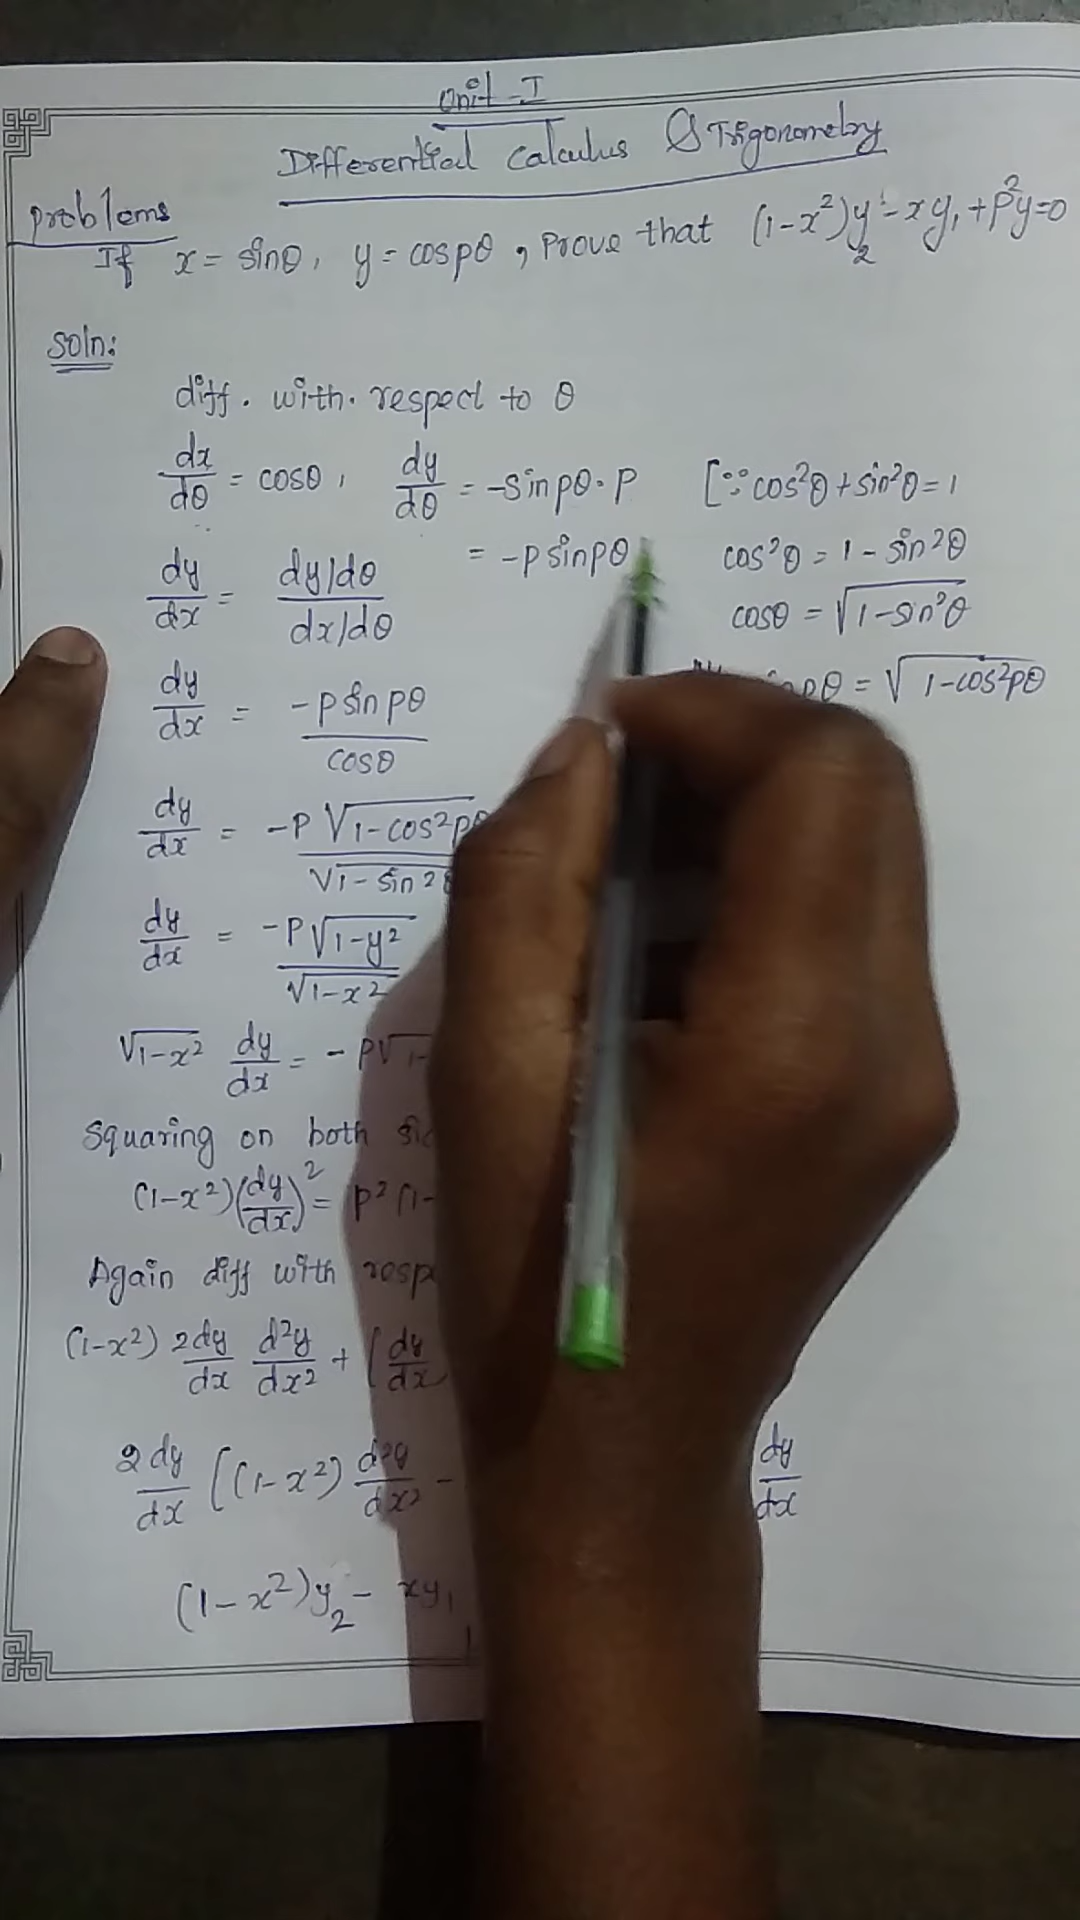 Unit - I
Differential Calculus & Trigonometry
Problems
If x = sinθ, y = cospθ, Prove that (1-x²)y₂ - xy₁ + p²y=0
Soln:
diff. with. respect to θ
dx/dθ = cosθ, dy/dθ = -sinpθ·P [∵ cos²θ + sin²θ = 1
= -P sinpθ cos²θ = 1 - sin²θ
dy/dx = dy/dθ / dx/dθ cosθ = √1-sin²θ
pθ = √1-cos²pθ
dy/dx = -P sinpθ / cosθ
dy/dx = -P √1-cos²p / √1-sin²
dy/dx = -P√1-y² / √1-x²
√1-x² dy/dx = - P√1-
Squaring on both
(1-x²)(dy/dx)² = P² (1-
Again diff with
(1-x²) 2dy/dx d²y/dx² + (dy/dx
2 dy/dx [(1-x²) d²y/dx² - dy/dx
(1-x²)y₂ - xy₁